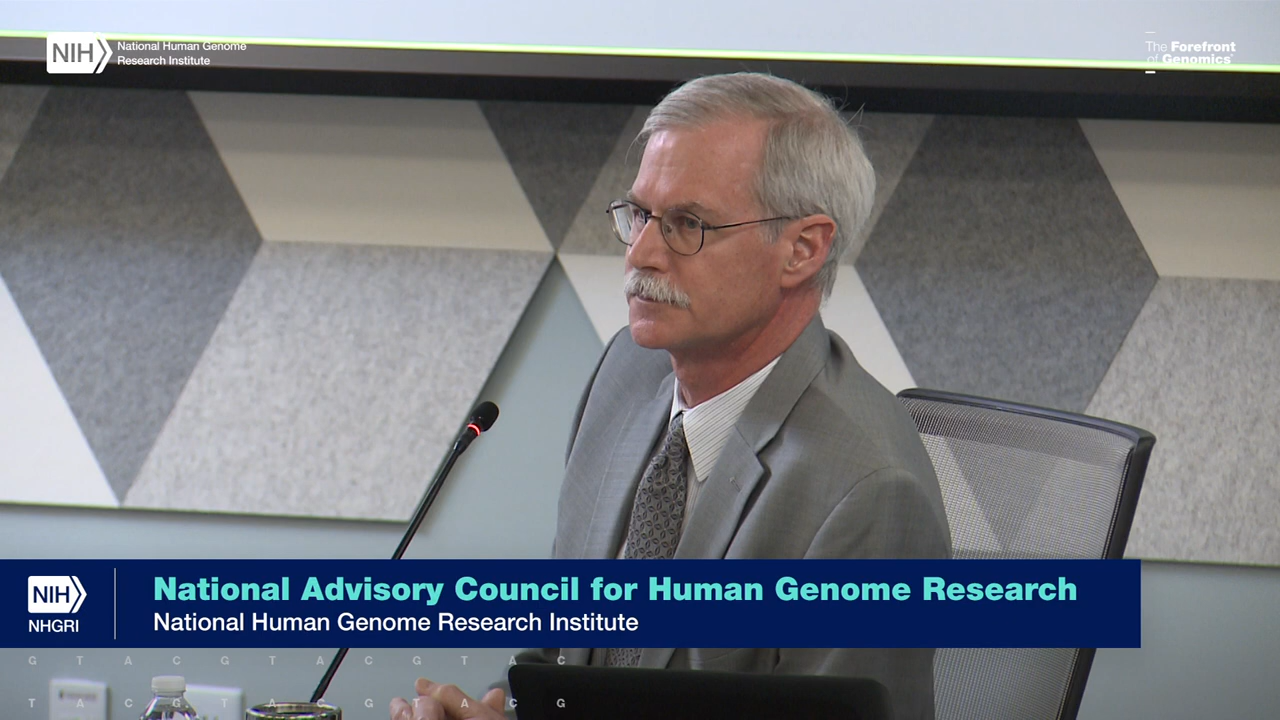 NIH
National Human Genome
Research Institute
The Forefront
of Genomics®
NIH
NHGRI
National Advisory Council for Human Genome Research
National Human Genome Research Institute
G T A C G T A C G T A C
T A C G T A C G T A C G